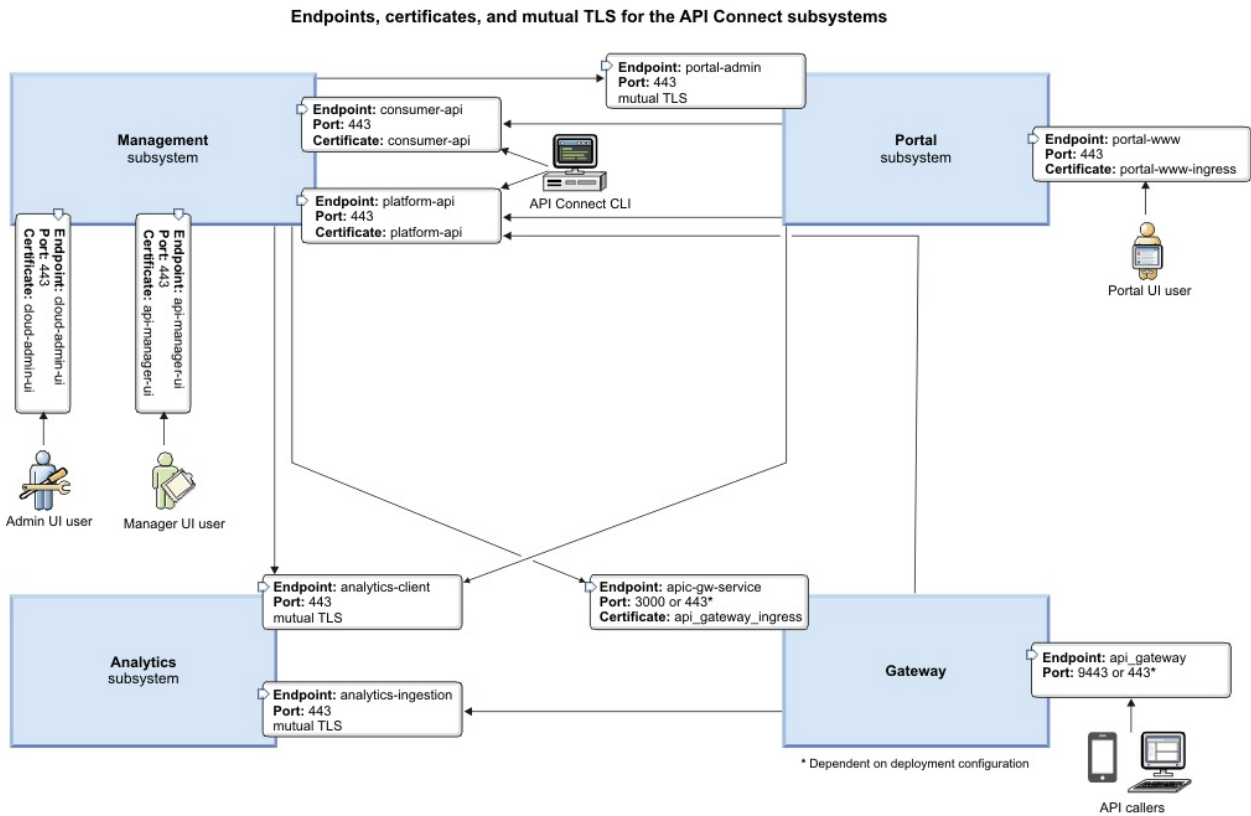 Endpoints, certificates, and mutual TLS for the API Connect subsystems
Endpoint: portal-admin
Port: 443
mutual TLS
Management
subsystem
Endpoint: consumer-api
Port: 443
Certificate: consumer-api
Portal
subsystem
Endpoint: portal-www
Port: 443
Certificate: portal-www-ingress
API Connect CLI
Endpoint: platform-api
Port: 443
Certificate: platform-api
Portal UI user
Endpoint: cloud-admin-ui
Port: 443
Certificate: cloud-admin-ui
Endpoint: api-manager-ui
Port: 443
Certificate: api-manager-ui
Admin UI user
Manager UI user
Endpoint: analytics-client
Port: 443
mutual TLS
Endpoint: apic-gw-service
Port: 3000 or 443*
Certificate: api_gateway_ingress
Analytics
subsystem
Gateway
Endpoint: api_gateway
Port: 9443 or 443*
Endpoint: analytics-ingestion
Port: 443
mutual TLS
* Dependent on deployment configuration
API callers